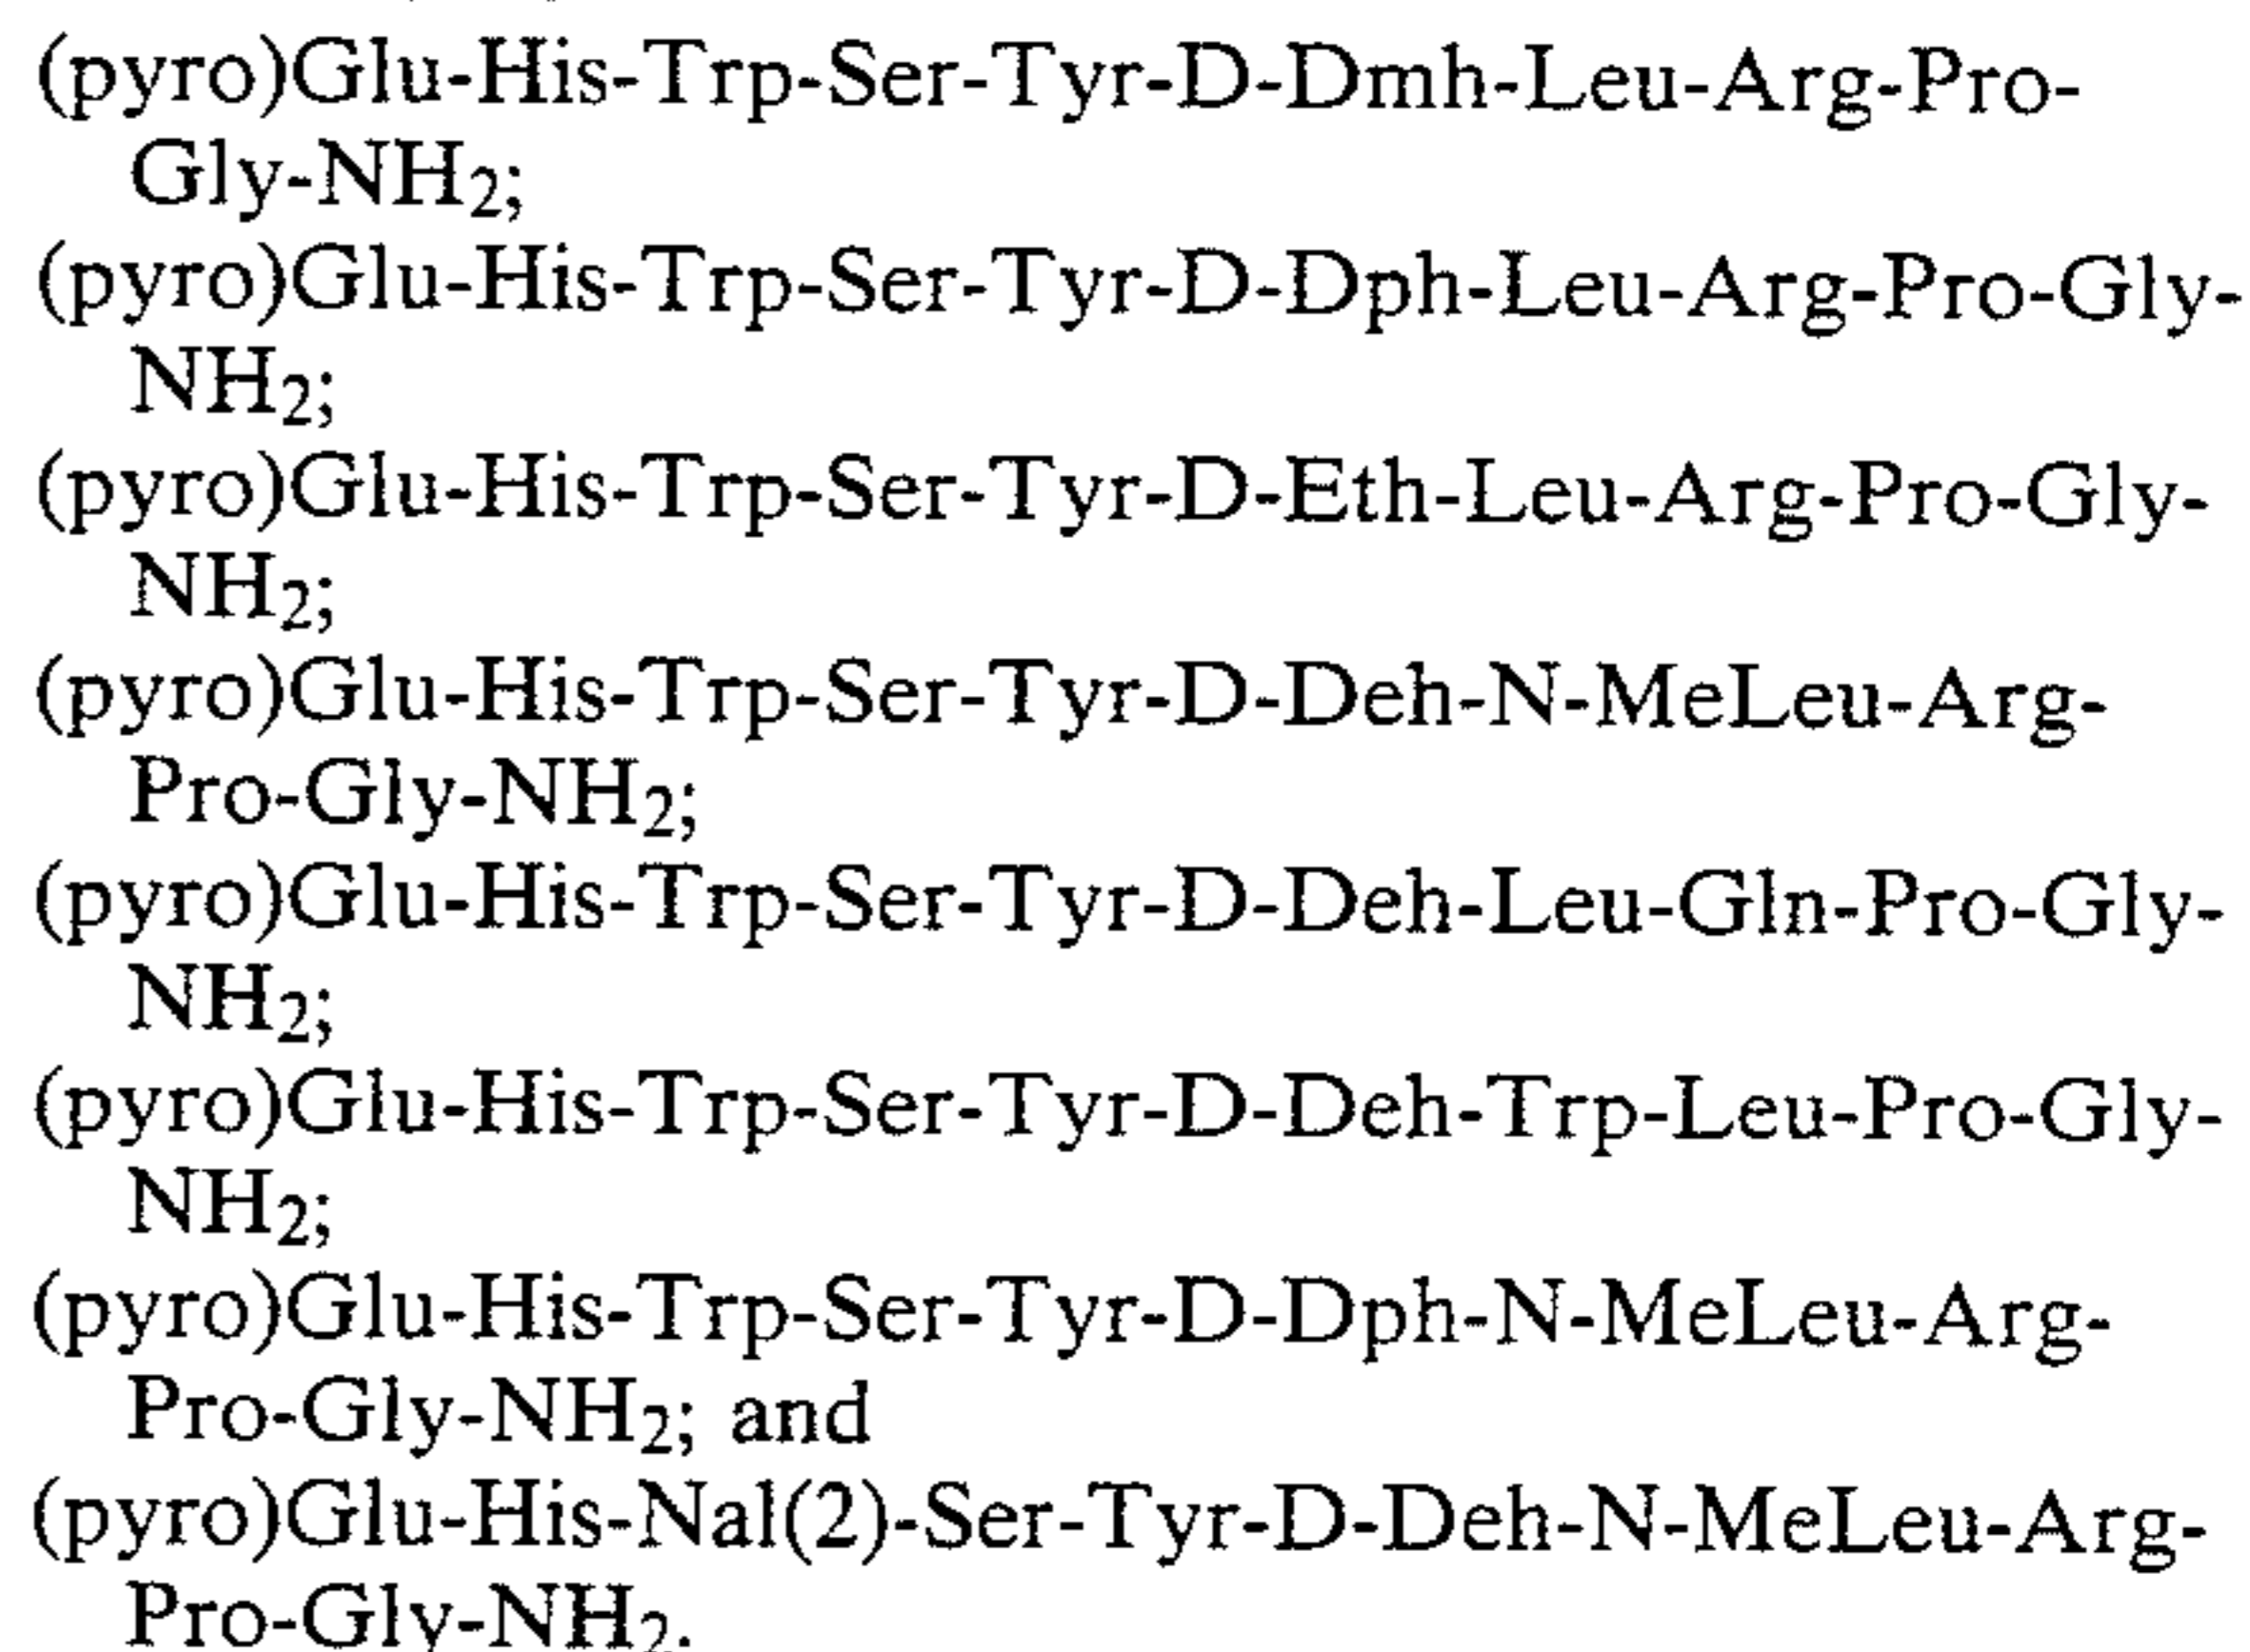 (pyro)Glu-His-Trp-Ser-Tyr-D-Dmh-Leu-Arg-Pro-
Gly-NH2;
(pyro)Glu-His-Trp-Ser-Tyr-D-Dph-Leu-Arg-Pro-Gly-
NH2;
(pyro)Glu-His-Trp-Ser-Tyr-D-Eth-Leu-Arg-Pro-Gly-
NH2;
(pyro)Glu-His-Trp-Ser-Tyr-D-Deh-N-MeLeu-Arg-
Pro-Gly-NH2;
(pyro)Glu-His-Trp-Ser-Tyr-D-Deh-Leu-Gln-Pro-Gly-
NH2;
(pyro)Glu-His-Trp-Ser-Tyr-D-Deh-Trp-Leu-Pro-Gly-
NH2;
(pyro)Glu-His-Trp-Ser-Tyr-D-Dph-N-MeLeu-Arg-
Pro-Gly-NH2; and
(pyro)Glu-His-Nal(2)-Ser-Tyr-D-Deh-N-MeLeu-Arg-
Pro-Gly-NH2.